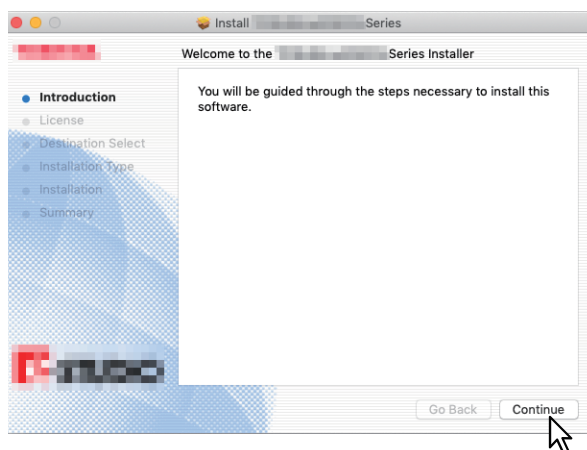 Install Series
Welcome to the Series Installer
Introduction
License
Destination Select
Installation Type
Installation
Summary
You will be guided through the steps necessary to install this
software.
Go Back
Continue